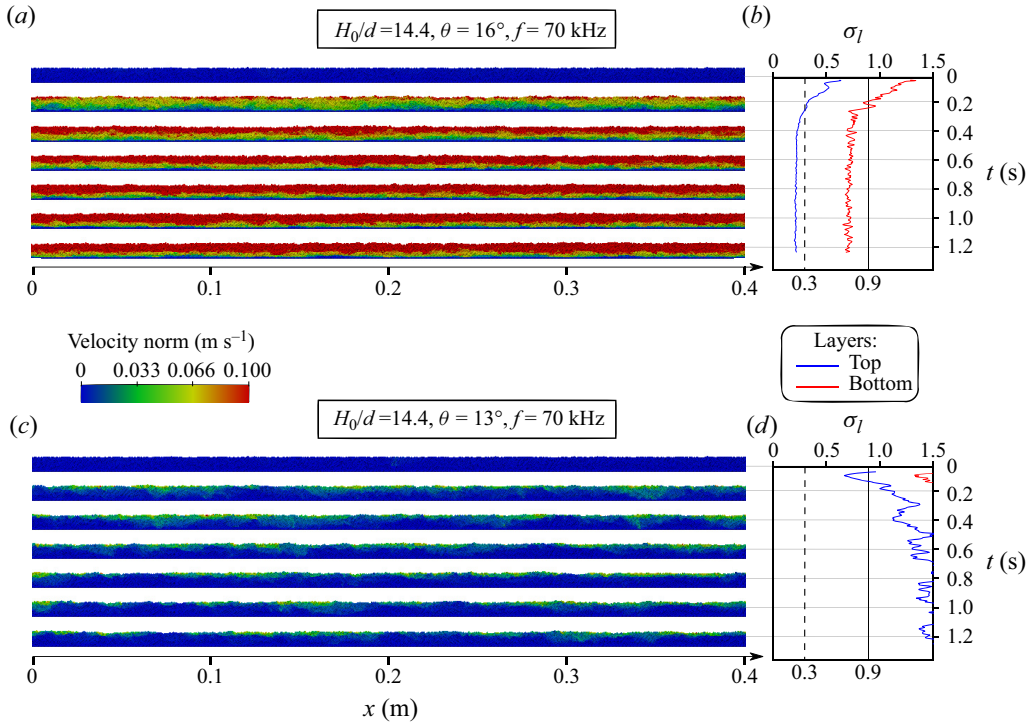 (a)
H0/d =14.4, θ = 16°, f = 70 kHz
0 0.1 0.2 0.3 0.4
(b)
σl
0 0.5 1.0 1.5
0
0.2
0.4
0.6
0.8
1.0
1.2
t (s)
0.3 0.9
Velocity norm (m s–1)
0 0.033 0.066 0.100
Layers:
Top
Bottom
(c)
H0/d =14.4, θ = 13°, f = 70 kHz
0 0.1 0.2 0.3 0.4
x (m)
(d)
σl
0 0.5 1.0 1.5
0
0.2
0.4
0.6
0.8
1.0
1.2
t (s)
0.3 0.9